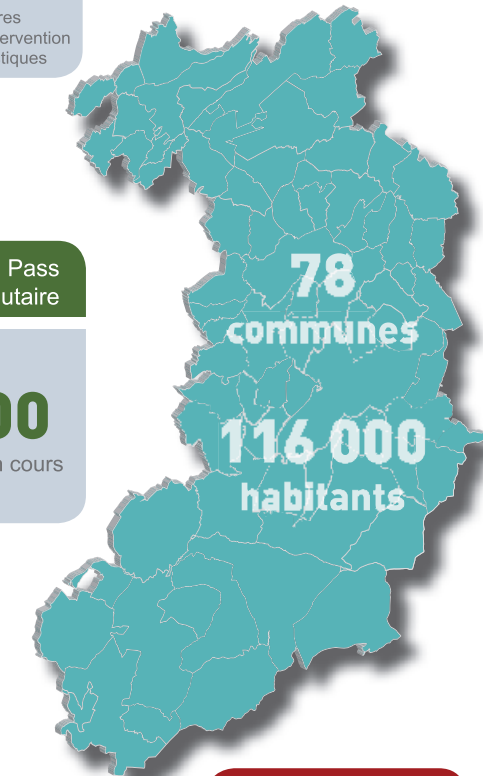 res
ervention
tiques
Pass
utaire
78
communes
00
116 000
cours
habitants